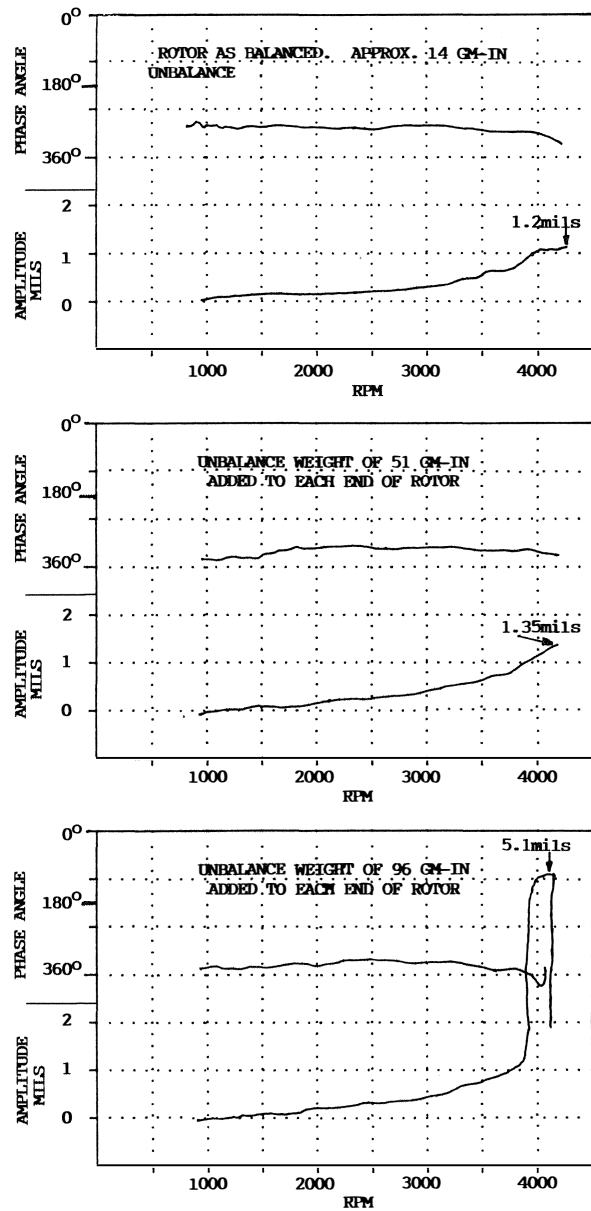 0°
ROTOR AS BALANCED. APPROX. 14 GM-IN
UNBALANCE
180°
360°
PHASE ANGLE
2
1
0
AMPLITUDE
MILS
1.2mils
1000 2000 3000 4000
RPM
0°
UNBALANCE WEIGHT OF 51 GM-IN
ADDED TO EACH END OF ROTOR
180°
360°
PHASE ANGLE
2
1
0
AMPLITUDE
MILS
1.35mils
1000 2000 3000 4000
RPM
0°
5.1mils
UNBALANCE WEIGHT OF 96 GM-IN
ADDED TO EACH END OF ROTOR
180°
360°
PHASE ANGLE
2
1
0
AMPLITUDE
MILS
1000 2000 3000 4000
RPM